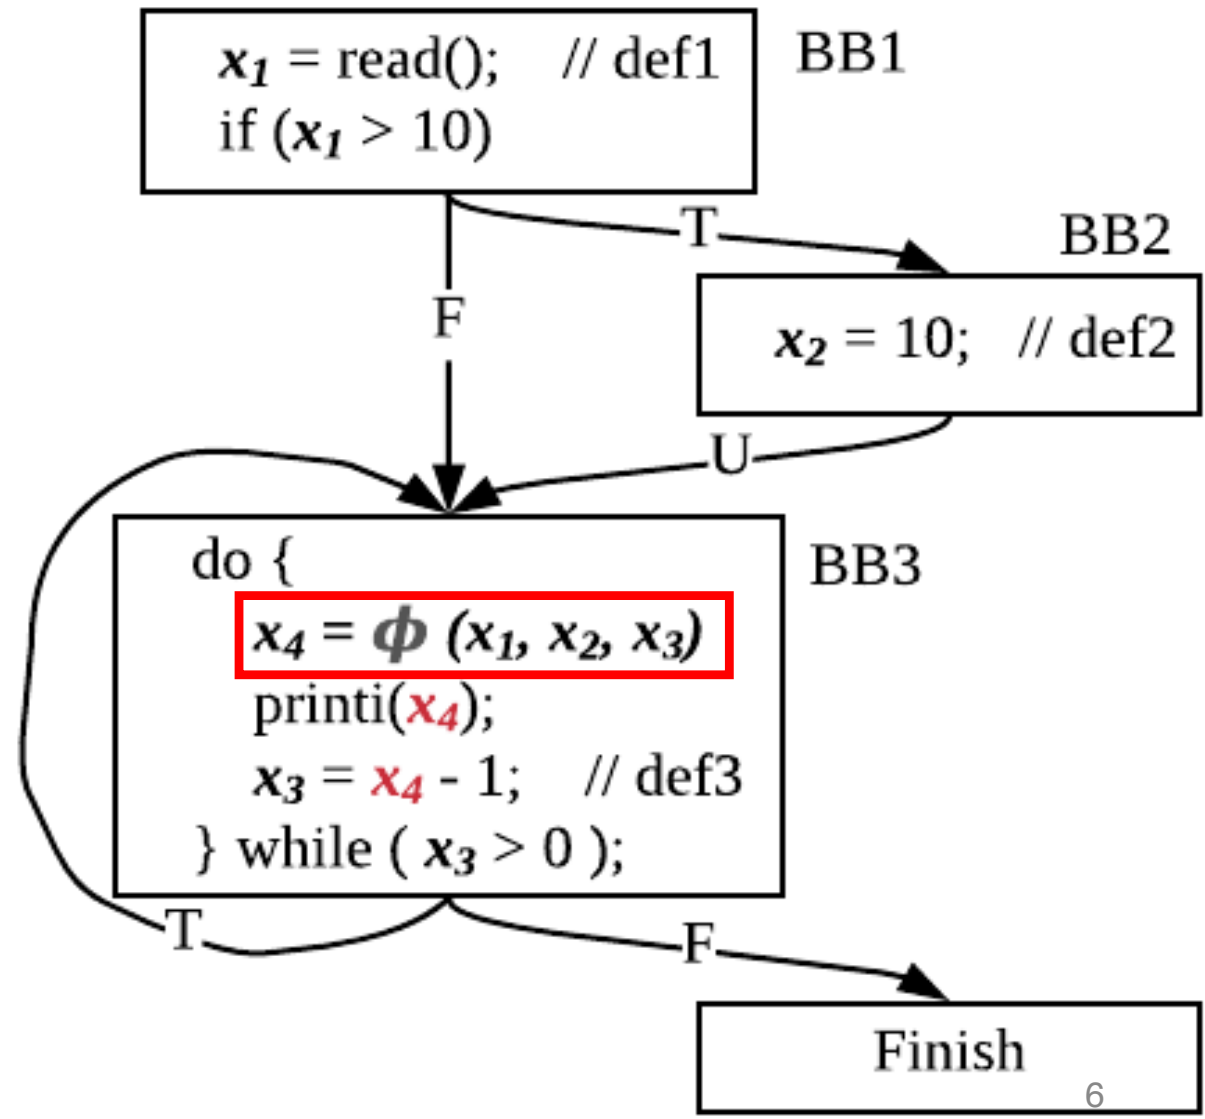 x1 = read(); // def1
if (x1 > 10)
BB1
T
BB2
F
x2 = 10; // def2
U
do {
BB3
x4 = ϕ (x1, x2, x3)
printi(x4);
x3 = x4 - 1; // def3
} while ( x3 > 0 );
T
F
Finish
6